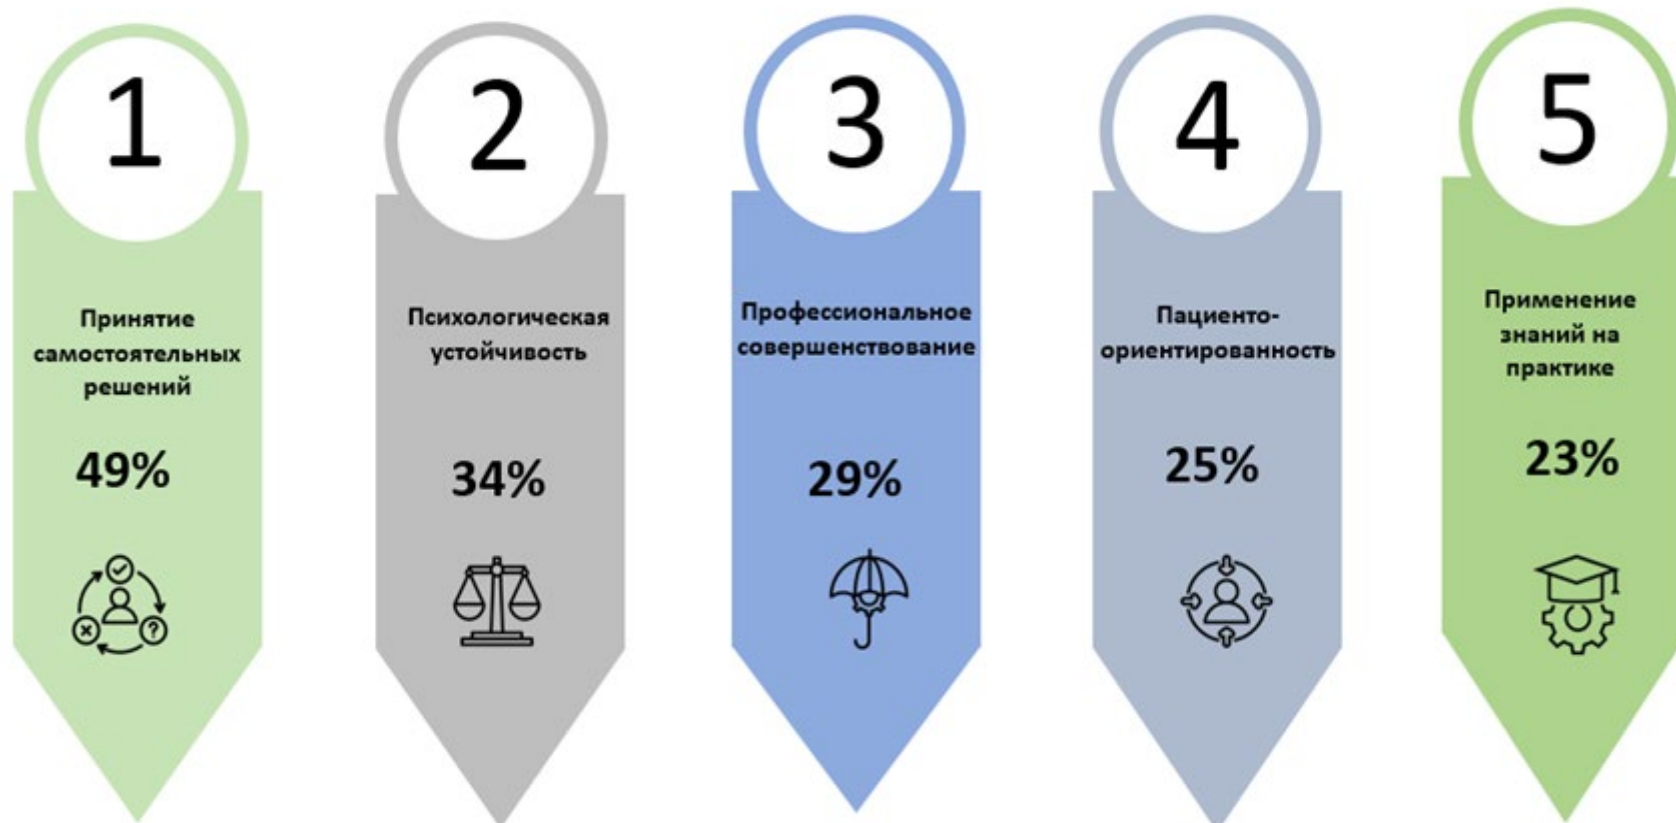 1
Принятие
самостоятельных
решений
49%
2
Психологическая
устойчивость
34%
3
Профессиональное
совершенствование
29%
4
Пациенто-
ориентированность
25%
5
Применение
знаний на
практике
23%